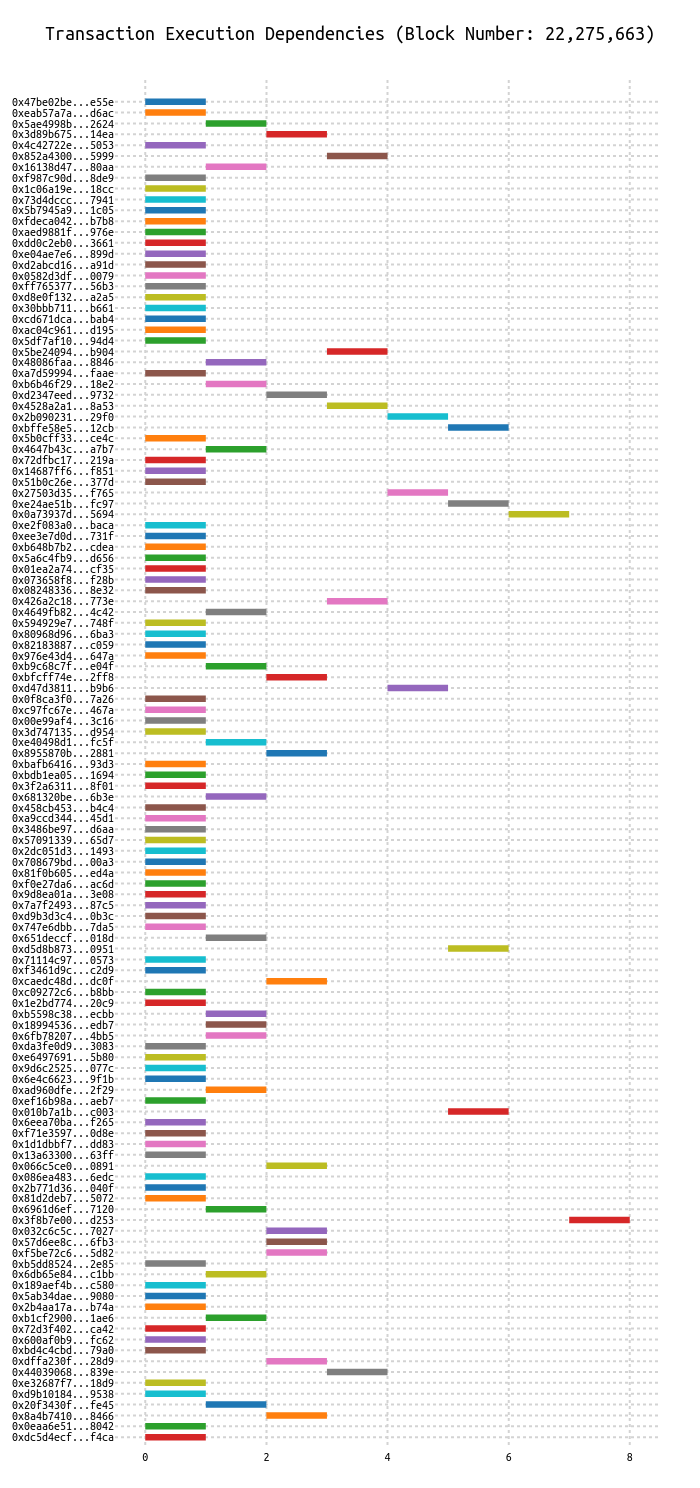 Transaction Execution Dependencies (Block Number: 22,275,663)
0x47be02be...e55e
0xeab57a7a...d6ac
0x5ae4998b...2624
0x3d89b675...14ea
0x4c42722e...5053
0x852a4300...5999
0x16138d47...80aa
0xf987c90d...8de9
0x1c06a19e...18cc
0x73d4dccc...7941
0x5b7945a9...1c05
0xfdeca042...b7b8
0xaed9881f...976e
0xdd0c2eb0...3661
0xe04ae7e6...899d
0xd2abcd16...a91d
0x0582d3df...0079
0xff765377...56b3
0xd8e0f132...a2a5
0x30bbb711...b661
0xcd671dca...bab4
0xac04c961...d195
0x5df7af10...94d4
0x5be24094...b904
0x48086faa...8846
0xa7d59994...faae
0xb6b46f29...18e2
0xd2347eed...9732
0x4528a2a1...8a53
0x2b090231...29f0
0xbffe58e5...12cb
0x5b0cff33...ce4c
0x4647b43c...a7b7
0x72dfbc17...219a
0x14687ff6...f851
0x51b0c26e...377d
0x27503d35...f765
0xe24ae51b...fc97
0x0a73937d...5694
0xe2f083a0...baca
0xee3e7d0d...731f
0xb648b7b2...cdea
0x5a6c4fb9...d656
0x01ea2a74...cf35
0x073658f8...f28b
0x08248336...8e32
0x426a2c18...773e
0x4649fb82...4c42
0x594929e7...748f
0x80968d96...6ba3
0x82183887...c059
0x976e43d4...647a
0xb9c68c7f...e04f
0xbfcff74e...2ff8
0xd47d3811...b9b6
0x0f8ca3f0...7a26
0xc97fc67e...467a
0x00e99af4...3c16
0x3d747135...d954
0xe40498d1...fc5f
0x8955870b...2881
0xbafb6416...93d3
0xbdb1ea05...1694
0x3f2a6311...8f01
0x681320be...6b3e
0x458cb453...b4c4
0xa9ccd344...45d1
0x3486be97...d6aa
0x57091339...65d7
0x2dc051d3...1493
0x708679bd...00a3
0x81f0b605...ed4a
0xf0e27da6...ac6d
0x9d8ea01a...3e08
0x7a7f2493...87c5
0xd9b3d3c4...0b3c
0x747e6dbb...7da5
0x651deccf...018d
0xd5d8b873...0951
0x71114c97...0573
0xf3461d9c...c2d9
0xcaedc48d...dc0f
0xc09272c6...b8bb
0x1e2bd774...20c9
0xb5598c38...ecbb
0x18994536...edb7
0x6fb78207...4bb5
0xda3fe0d9...3083
0xe6497691...5b80
0x9d6c2525...077c
0x6e4c6623...9f1b
0xad960dfe...2f29
0xef16b98a...aeb7
0x010b7a1b...c003
0x6eea70ba...f265
0xf71e3597...0d8e
0x1d1dbbf7...dd83
0x13a63300...63ff
0x066c5ce0...0891
0x086ea483...6edc
0x2b771d36...040f
0x81d2deb7...5072
0x6961d6ef...7120
0x3f8b7e00...d253
0x032c6c5c...7027
0x57d6ee8c...6fb3
0xf5be72c6...5d82
0xb5dd8524...2e85
0x6db65e84...c1bb
0x189aef4b...c580
0x5ab34dae...9080
0x2b4aa17a...b74a
0xb1cf2900...1ae6
0x72d3f402...ca42
0x600af0b9...fc62
0xbd4c4cbd...79a0
0xdffa230f...28d9
0x44039068...839e
0xe32687f7...18d9
0xd9b10184...9538
0x20f3430f...fe45
0x8a4b7410...8466
0x0eaa6e51...8042
0xdc5d4ecf...f4ca
0 2 4 6 8